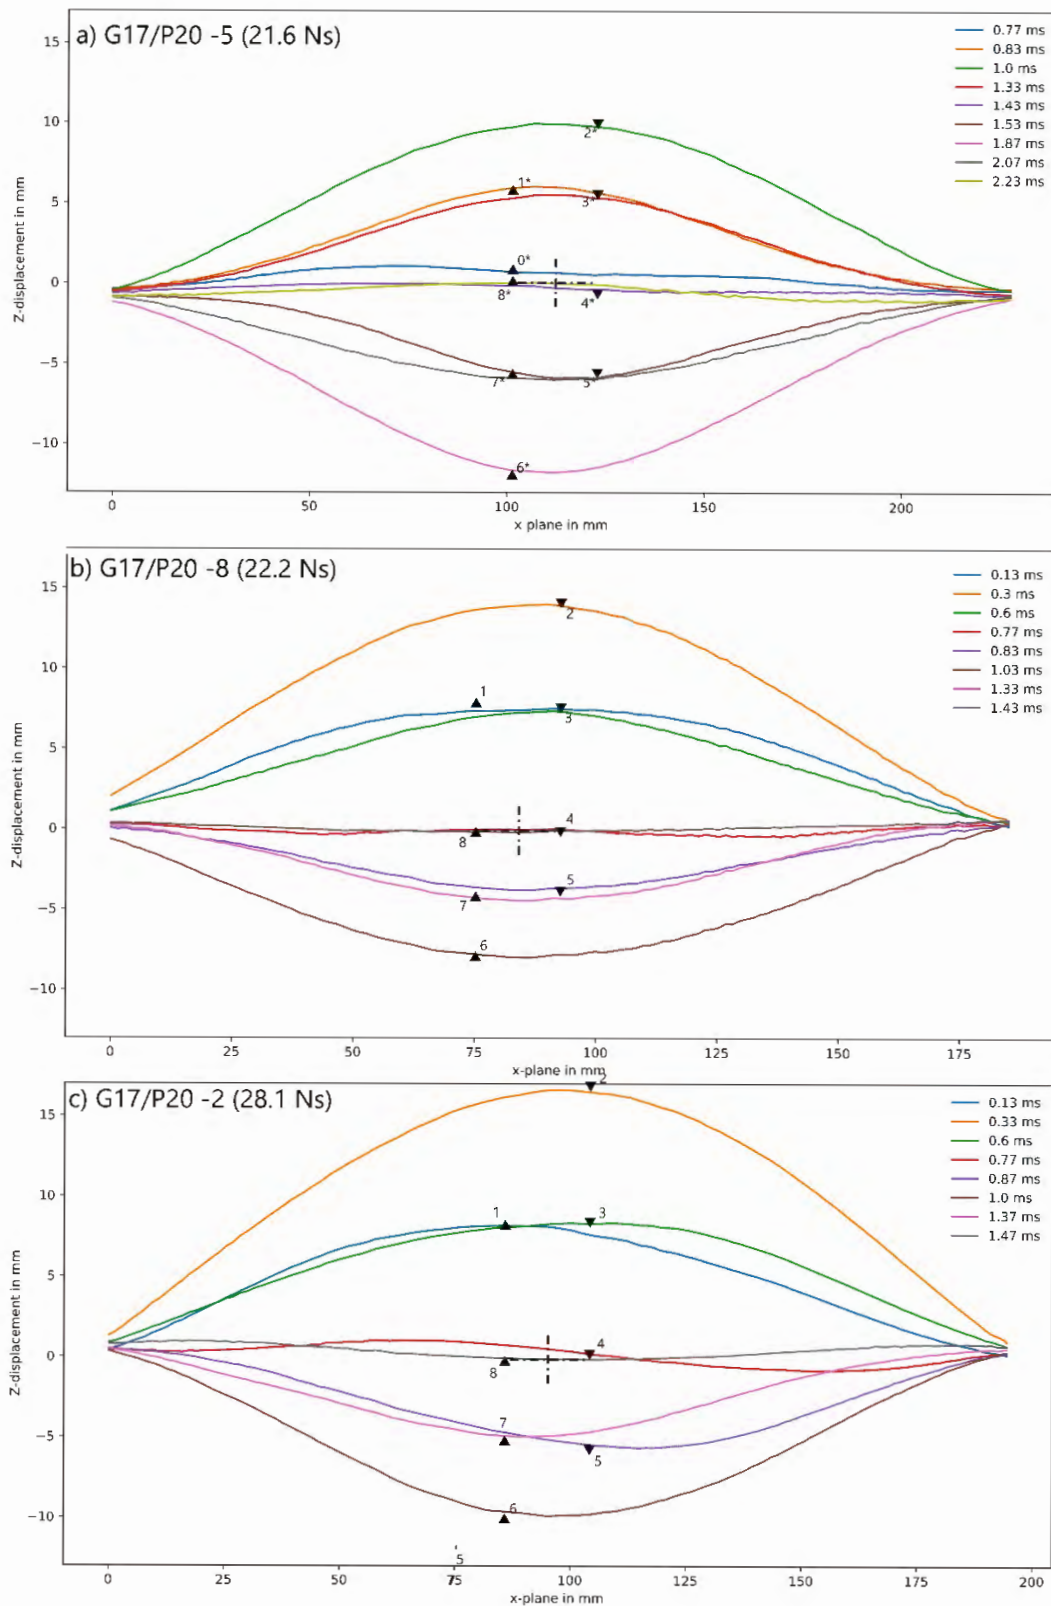 a) G17/P20 -5 (21.6 Ns)
0.77 ms
0.83 ms
1.0 ms
1.33 ms
1.43 ms
1.53 ms
1.87 ms
2.07 ms
2.23 ms
Z-displacement in mm
15
10
5
0
−5
−10
2*
1*
3*
0*
8*
4*
7*
5*
6*
0
50
100
150
200
x plane in mm
b) G17/P20 -8 (22.2 Ns)
0.13 ms
0.3 ms
0.6 ms
0.77 ms
0.83 ms
1.03 ms
1.33 ms
1.43 ms
Z-displacement in mm
15
10
5
0
−5
−10
2
1
3
4
8
5
7
6
0
25
50
75
100
125
150
175
x-plane in mm
c) G17/P20 -2 (28.1 Ns)
0.13 ms
0.33 ms
0.6 ms
0.77 ms
0.87 ms
1.0 ms
1.37 ms
1.47 ms
Z-displacement in mm
15
10
5
0
−5
−10
2
1
3
4
8
7
5
6
5
0
25
50
75
100
125
150
175
200
x-plane in mm